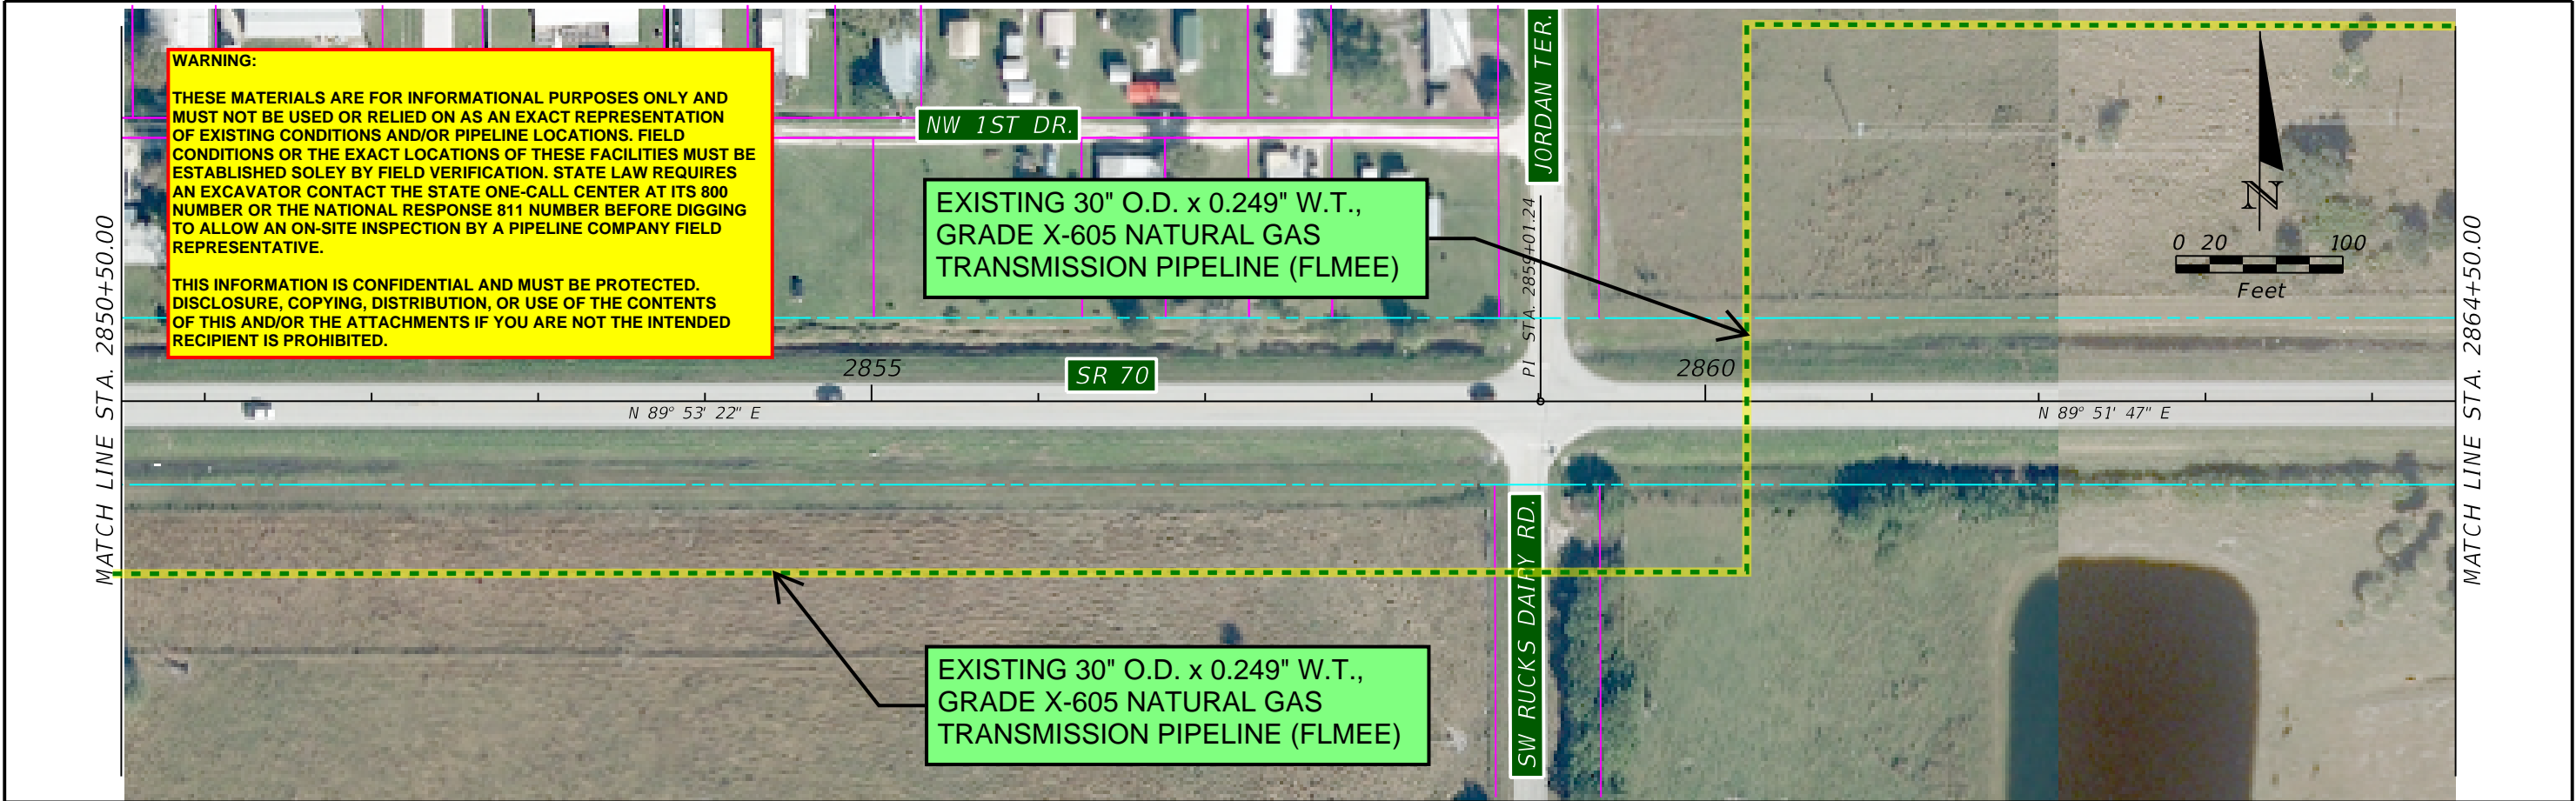 WARNING:
THESE MATERIALS ARE FOR INFORMATIONAL PURPOSES ONLY AND
MUST NOT BE USED OR RELIED ON AS AN EXACT REPRESENTATION
OF EXISTING CONDITIONS AND/OR PIPELINE LOCATIONS. FIELD
CONDITIONS OR THE EXACT LOCATIONS OF THESE FACILITIES MUST BE
ESTABLISHED SOLEY BY FIELD VERIFICATION. STATE LAW REQUIRES
AN EXCAVATOR CONTACT THE STATE ONE-CALL CENTER AT ITS 800
NUMBER OR THE NATIONAL RESPONSE 811 NUMBER BEFORE DIGGING
TO ALLOW AN ON-SITE INSPECTION BY A PIPELINE COMPANY FIELD
REPRESENTATIVE.
THIS INFORMATION IS CONFIDENTIAL AND MUST BE PROTECTED.
DISCLOSURE, COPYING, DISTRIBUTION, OR USE OF THE CONTENTS
OF THIS AND/OR THE ATTACHMENTS IF YOU ARE NOT THE INTENDED
RECIPIENT IS PROHIBITED.
MATCH LINE STA. 2850+50.00
NW 1ST DR.
JORDAN TER.
EXISTING 30" O.D. x 0.249" W.T.,
GRADE X-605 NATURAL GAS
TRANSMISSION PIPELINE (FLMEE)
PI STA. 2859+01.24
N
0 20 100
Feet
MATCH LINE STA. 2864+50.00
2855
SR 70
2860
N 89° 53' 22" E
N 89° 51' 47" E
SW RUCKS DAIRY RD.
EXISTING 30" O.D. x 0.249" W.T.,
GRADE X-605 NATURAL GAS
TRANSMISSION PIPELINE (FLMEE)